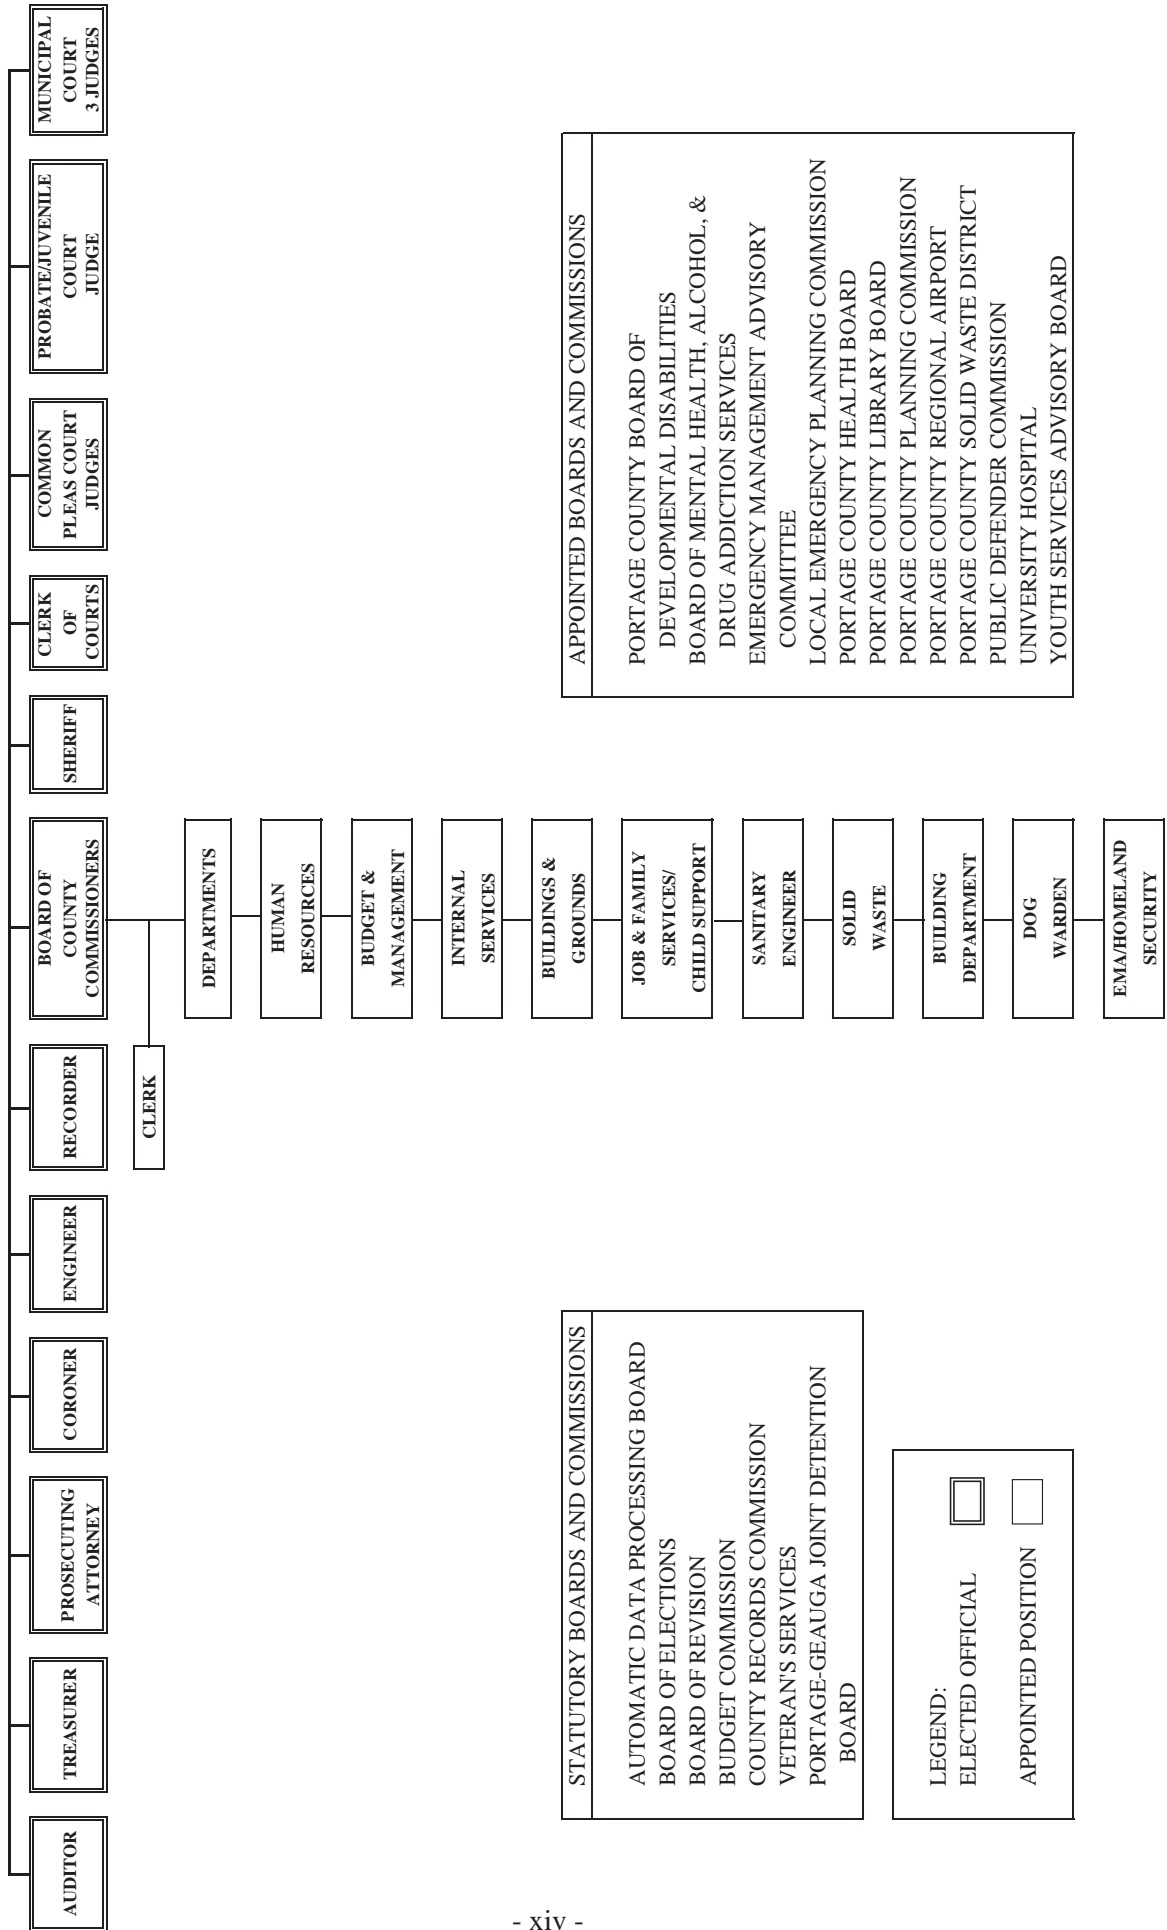 AUDITOR
TREASURER
PROSECUTING
ATTORNEY
CORONER
ENGINEER
RECORDER
BOARD OF
COUNTY
COMMISSIONERS
SHERIFF
CLERK
OF
COURTS
COMMON
PLEAS COURT
JUDGES
PROBATE/JUVENILE
COURT
JUDGE
MUNICIPAL
COURT
3 JUDGES
CLERK
DEPARTMENTS
HUMAN
RESOURCES
BUDGET &
MANAGEMENT
INTERNAL
SERVICES
BUILDINGS &
GROUNDS
JOB & FAMILY
SERVICES/
CHILD SUPPORT
SANITARY
ENGINEER
SOLID
WASTE
BUILDING
DEPARTMENT
DOG
WARDEN
EMA/HOMELAND
SECURITY
STATUTORY BOARDS AND COMMISSIONS
AUTOMATIC DATA PROCESSING BOARD
BOARD OF ELECTIONS
BOARD OF REVISION
BUDGET COMMISSION
COUNTY RECORDS COMMISSION
VETERAN'S SERVICES
PORTAGE-GEAUGA JOINT DETENTION
BOARD
LEGEND:
ELECTED OFFICIAL
APPOINTED POSITION
APPOINTED BOARDS AND COMMISSIONS
PORTAGE COUNTY BOARD OF
DEVELOPMENTAL DISABILITIES
BOARD OF MENTAL HEALTH, ALCOHOL, &
DRUG ADDICTION SERVICES
EMERGENCY MANAGEMENT ADVISORY
COMMITTEE
LOCAL EMERGENCY PLANNING COMMISSION
PORTAGE COUNTY HEALTH BOARD
PORTAGE COUNTY LIBRARY BOARD
PORTAGE COUNTY PLANNING COMMISSION
PORTAGE COUNTY REGIONAL AIRPORT
PORTAGE COUNTY SOLID WASTE DISTRICT
PUBLIC DEFENDER COMMISSION
UNIVERSITY HOSPITAL
YOUTH SERVICES ADVISORY BOARD
- xiv -